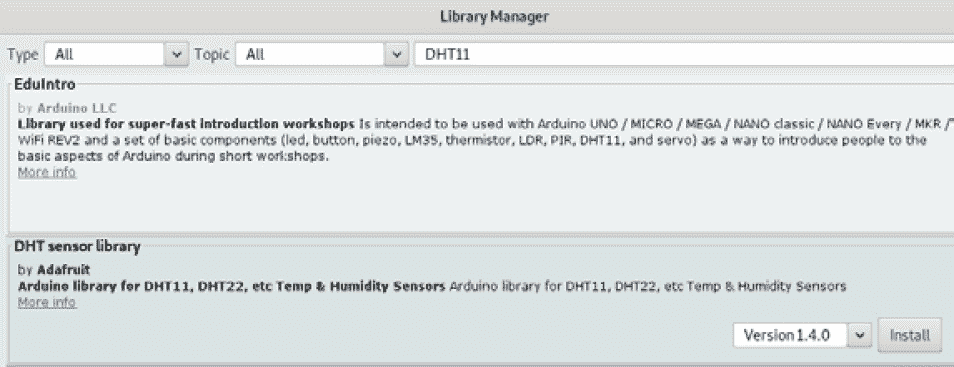 Library Manager
Type All Topic All DHT11
EduIntro
by Arduino LLC
Library used for super-fast introduction workshops Is intended to be used with Arduino UNO / MICRO / MEGA / NANO classic / NANO Every / MKR /
WiFi REV2 and a set of basic components (led, button, piezo, LM35, thermistor, LDR, PIR, DHT11, and servo) as a way to introduce people to the
basic aspects of Arduino during short workshops.
More info
DHT sensor library
by Adafruit
Arduino library for DHT11, DHT22, etc Temp & Humidity Sensors Arduino library for DHT11, DHT22, etc Temp & Humidity Sensors
More info
Version 1.4.0 Install